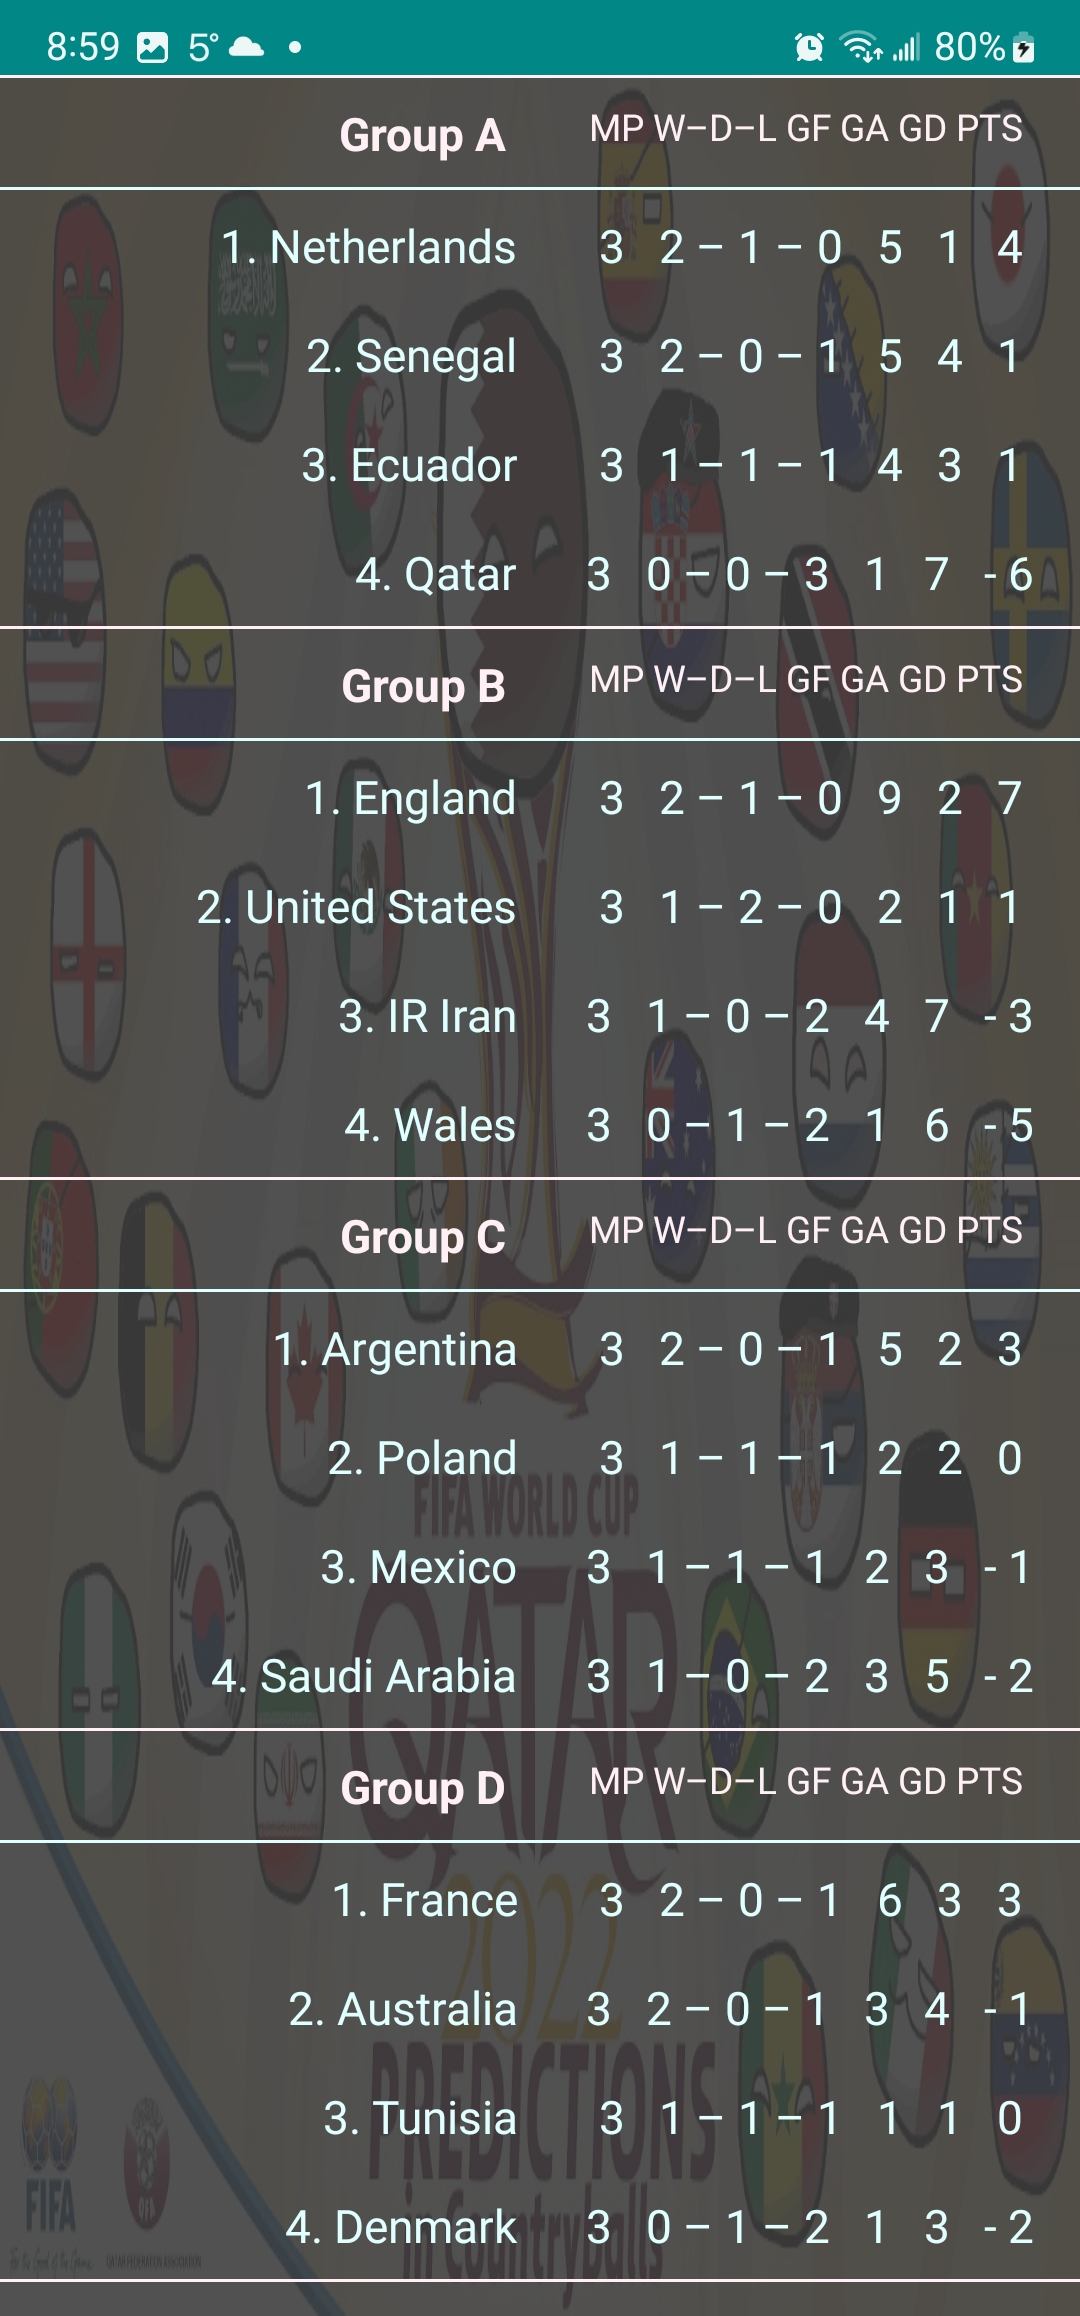 8:59 5° 80%
Group A MP W–D–L GF GA GD PTS
1. Netherlands 3 2 – 1 – 0 5 1 4
2. Senegal 3 2 – 0 – 1 5 4 1
3. Ecuador 3 1 – 1 – 1 4 3 1
4. Qatar 3 0 – 0 – 3 1 7 - 6
Group B MP W–D–L GF GA GD PTS
1. England 3 2 – 1 – 0 9 2 7
2. United States 3 1 – 2 – 0 2 1 1
3. IR Iran 3 1 – 0 – 2 4 7 - 3
4. Wales 3 0 – 1 – 2 1 6 - 5
Group C MP W–D–L GF GA GD PTS
1. Argentina 3 2 – 0 – 1 5 2 3
2. Poland 3 1 – 1 – 1 2 2 0
FIFA WORLD CUP
3. Mexico 3 1 – 1 – 1 2 3 - 1
QATAR
4. Saudi Arabia 3 1 – 0 – 2 3 5 - 2
Group D MP W–D–L GF GA GD PTS
1. France 3 2 – 0 – 1 6 3 3
2022
2. Australia 3 2 – 0 – 1 3 4 - 1
PREDICTIONS
3. Tunisia 3 1 – 1 – 1 1 1 0
FIFA
in Countryballs
4. Denmark 3 0 – 1 – 2 1 3 - 2
For the Good of the Game
QATAR FEDERATION ASSOCIATION